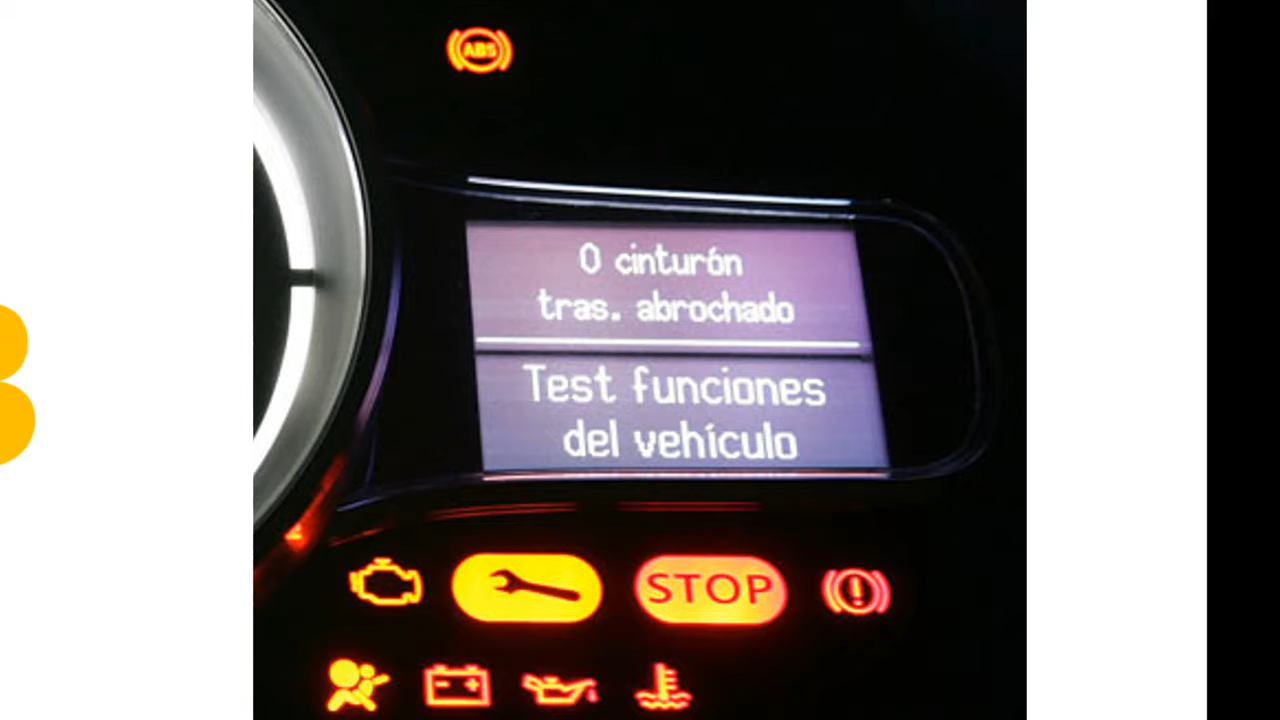 ABS
0 cinturón
tras. abrochado
Test funciones
del vehículo
STOP